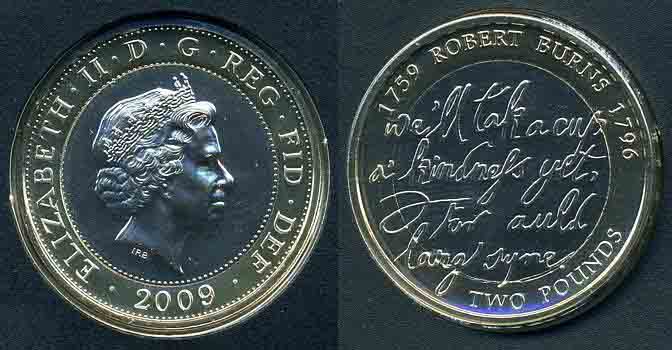 ELIZABETH · II · D · G · REG · FID · DEF · 2009 ·
IRB
1759 ROBERT BURNS 1796
we'll tak a cup
a' kindness yet,
For auld
lang syne
TWO POUNDS